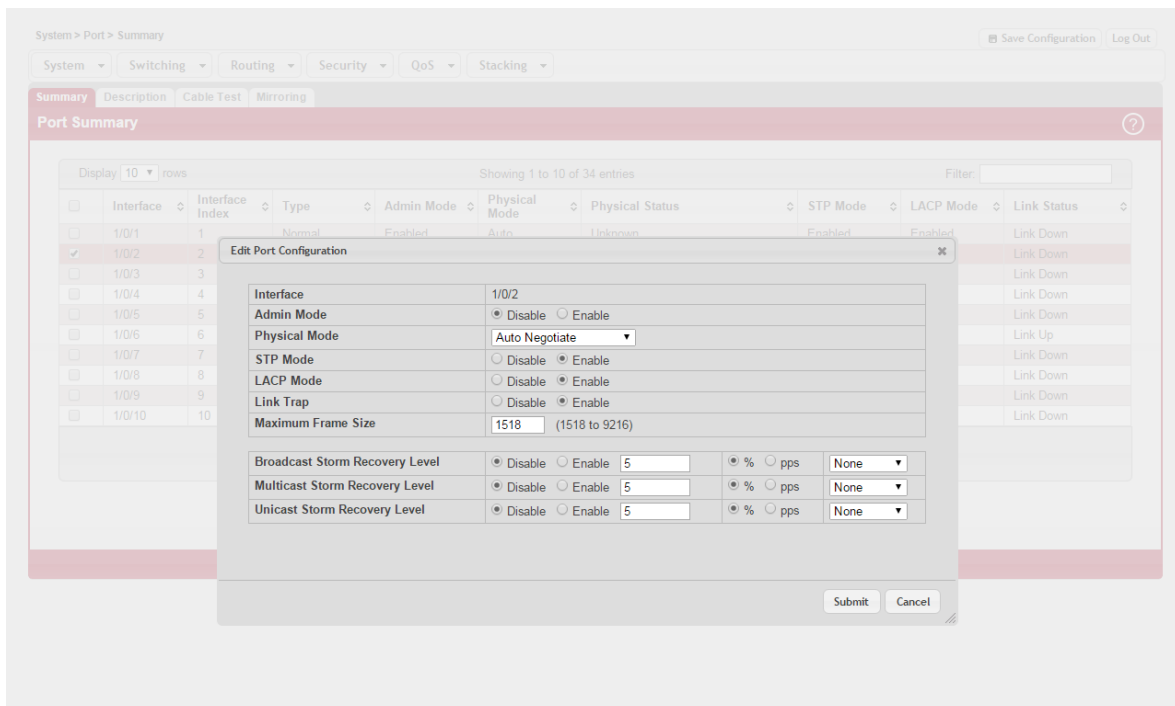 System > Port > Summary
Save Configuration Log Out
System Switching Routing Security QoS Stacking
Summary Description Cable Test Mirroring
Port Summary ?
Display 10 rows Showing 1 to 10 of 34 entries Filter:
Interface Interface Index Type Admin Mode Physical Mode Physical Status STP Mode LACP Mode Link Status
1/0/1 1 Normal Enabled Auto Unknown Enabled Enabled Link Down
1/0/2 2 Link Down
1/0/3 3 Link Down
1/0/4 4 Link Down
1/0/5 5 Link Down
1/0/6 6 Link Up
1/0/7 7 Link Down
1/0/8 8 Link Down
1/0/9 9 Link Down
1/0/10 10 Link Down
Edit Port Configuration
Interface 1/0/2
Admin Mode Disable Enable
Physical Mode Auto Negotiate
STP Mode Disable Enable
LACP Mode Disable Enable
Link Trap Disable Enable
Maximum Frame Size 1518 (1518 to 9216)
Broadcast Storm Recovery Level Disable Enable 5 % pps None
Multicast Storm Recovery Level Disable Enable 5 % pps None
Unicast Storm Recovery Level Disable Enable 5 % pps None
Submit Cancel